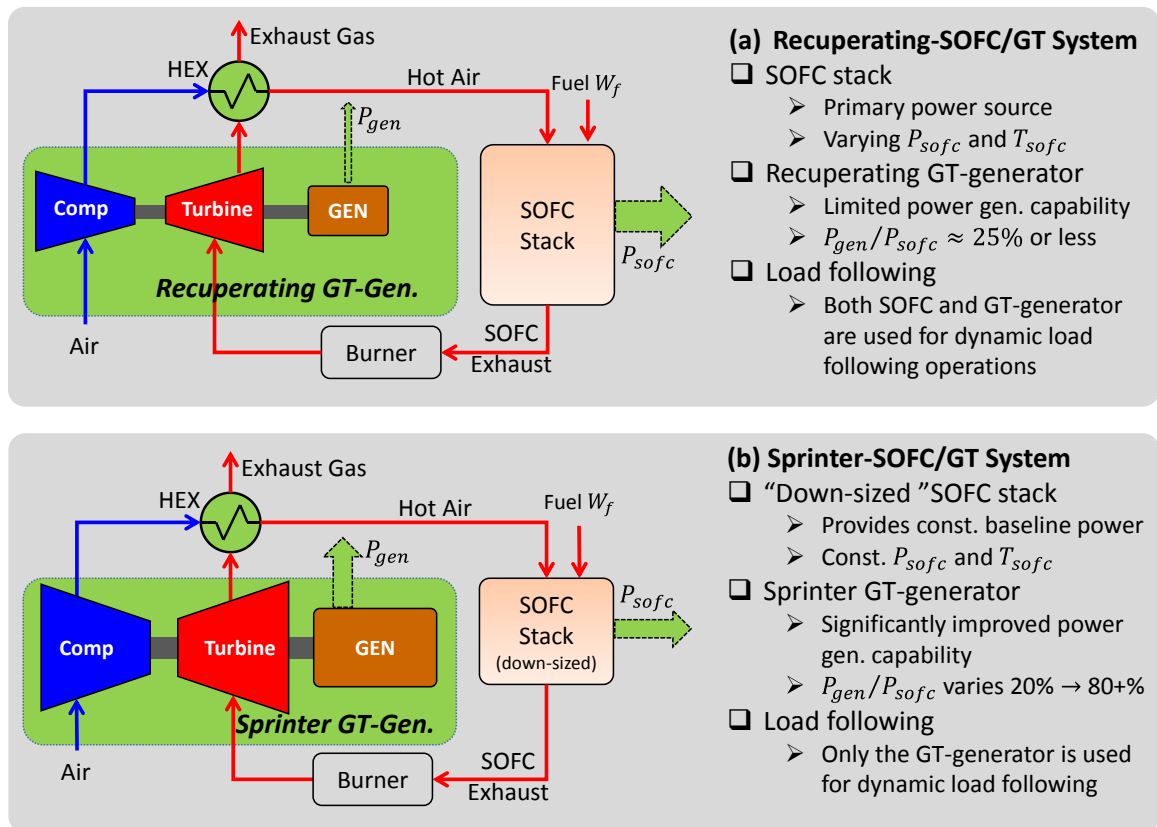 Exhaust Gas
HEX
Hot Air
Fuel W_f
P_gen
Comp
Turbine
GEN
SOFC
Stack
P_sofc
Recuperating GT-Gen.
Air
Burner
SOFC
Exhaust
(a) Recuperating-SOFC/GT System
❑ SOFC stack
➢ Primary power source
➢ Varying P_sofc and T_sofc
❑ Recuperating GT-generator
➢ Limited power gen. capability
➢ P_gen/P_sofc ≈ 25% or less
❑ Load following
➢ Both SOFC and GT-generator
are used for dynamic load
following operations
Exhaust Gas
HEX
Hot Air
Fuel W_f
P_gen
Comp
Turbine
GEN
SOFC
Stack
(down-sized)
P_sofc
Sprinter GT-Gen.
Air
Burner
SOFC
Exhaust
(b) Sprinter-SOFC/GT System
❑ “Down-sized ”SOFC stack
➢ Provides const. baseline power
➢ Const. P_sofc and T_sofc
❑ Sprinter GT-generator
➢ Significantly improved power
gen. capability
➢ P_gen/P_sofc varies 20% → 80+%
❑ Load following
➢ Only the GT-generator is used
for dynamic load following